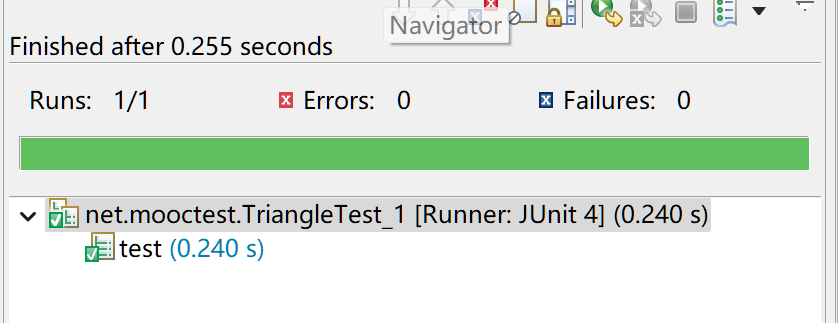 Navigator
Finished after 0.255 seconds
Runs: 1/1 Errors: 0 Failures: 0
net.mooctest.TriangleTest_1 [Runner: JUnit 4] (0.240 s)
test (0.240 s)